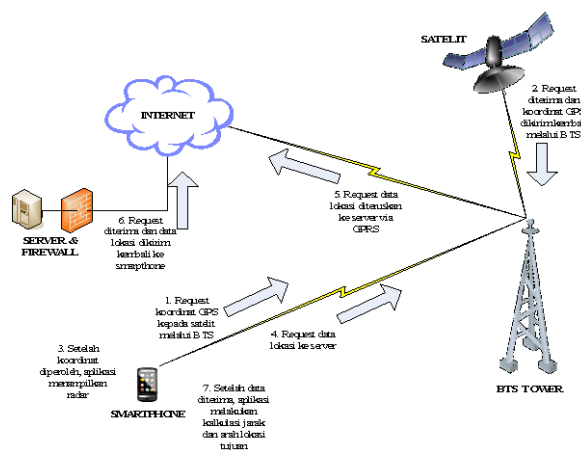 SATELIT
2. Request
diterima dan
koordinat GPS
dikirim kembali
melalui BTS
INTERNET
5. Request data
lokasi diteruskan
ke server via
GPRS
SERVER &
FIREWALL
6. Request
diterima dan data
lokasi dikirim
kembali ke
smartphone
1. Request
koordinat GPS
kepada satelit
melalui BTS
4. Request data
lokasi ke server
3. Setelah
koordinat
diperoleh, aplikasi
menampilkan
radar
SMARTPHONE
7. Setelah data
diterima, aplikasi
melakukan
kalkulasi jarak
dan arah lokasi
tujuan
BTS TOWER